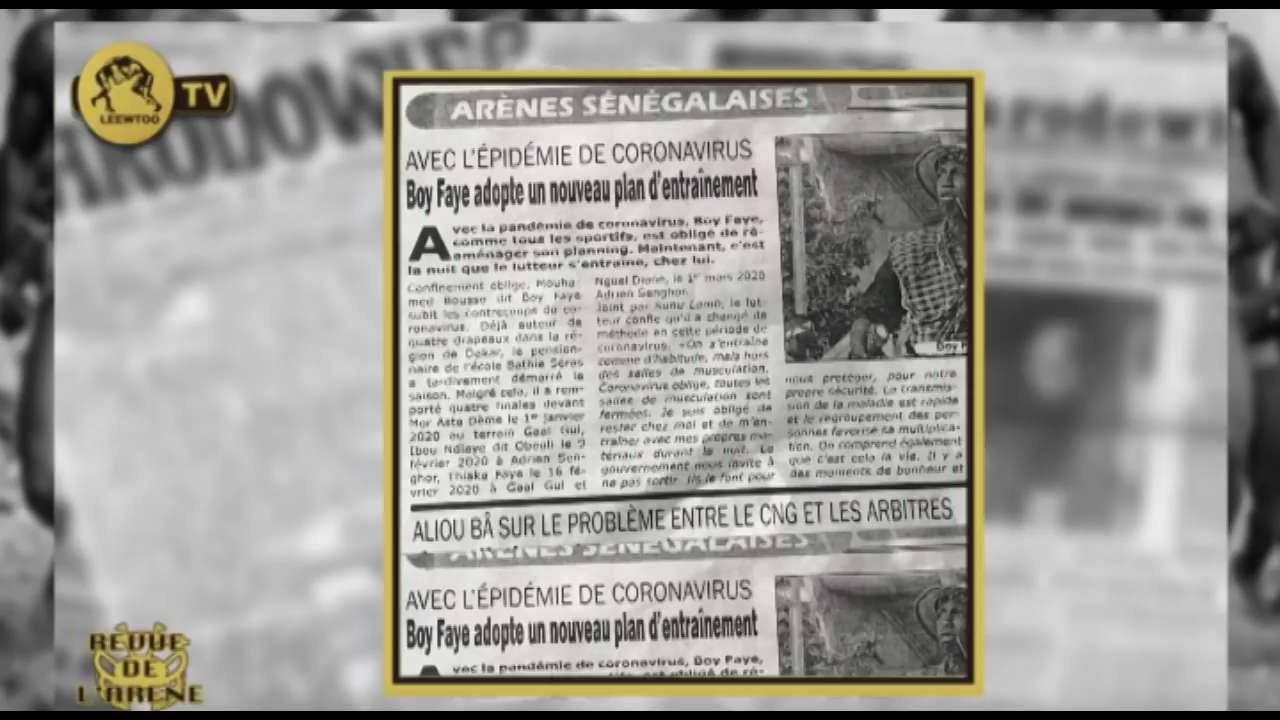 LEEWTOO
TV
ARÈNES SÉNÉGALAISES
AVEC L'ÉPIDÉMIE DE CORONAVIRUS
Boy Faye adopte un nouveau plan d'entraînement
Avec la pandémie de coronavirus, Boy Faye,
comme tous les sportifs, est obligé de ré-
aménager son planning. Maintenant, c'est
la nuit que le lutteur s'entraine, chez lui.
Confinement oblige, Mouha
med Bousso dit Boy Faye
subit les contrecoups du co-
ronavirus. Déjà auteur de
quatre drapeaux dans la ré-
gion de Dakar, le pension-
naire de l'école Bathie Séras
a tardivement démarré la
saison. Malgré cela, il a rem-
porté quatre finales devant
Mor Asta Dème le 1er janvier
2020 au terrain Gaal Gui,
Ibou Ndiaye dit Obouli le 9
février 2020 à Adrien Sen-
ghor, Thiaka Faye le 16 fé-
vrier 2020 à Gaal Gui et
Nguel Dione, le 1er mars 2020
Adrien Senghor.
Joint par Sunu Lamb, le lut-
teur confie qu'il a changé de
méthode en cette période de
coronavirus. «On s'entraîne
comme d'habitude, mais hors
des salles de musculation.
Coronavirus oblige, toutes les
salles de musculation sont
fermées. Je suis obligé de
rester chez moi et de m'en-
traîner avec mes propres ma-
tériaux durant la nuit. Le
gouvernement nous invite à
ne pas sortir. Ils le font pour
Boy F
nous protéger, pour notre
propre sécurité. La transmis-
sion de la maladie est rapide
et le regroupement des per-
sonnes favorise sa multiplica-
tion. On comprend également
que c'est cela la vie. Il y a
des moments de bonheur et
ALIOU BÂ SUR LE PROBLÈME ENTRE LE CNG ET LES ARBITRES
ARÈNES SÉNÉGALAISES
AVEC L'ÉPIDÉMIE DE CORONAVIRUS
Boy Faye adopte un nouveau plan d'entraînement
Avec la pandémie de coronavirus, Boy Faye,
est obligé de ré-
REVUE
DE
L'ARENE